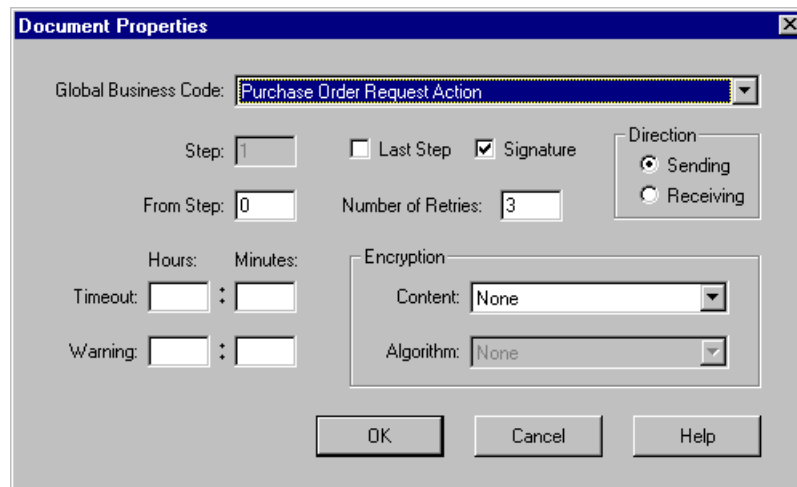 Document Properties
Global Business Code: Purchase Order Request Action
Step: 1 Last Step Signature
Direction
Sending
Receiving
From Step: 0 Number of Retries: 3
Hours: Minutes:
Timeout: :
Warning: :
Encryption
Content: None
Algorithm: None
OK Cancel Help